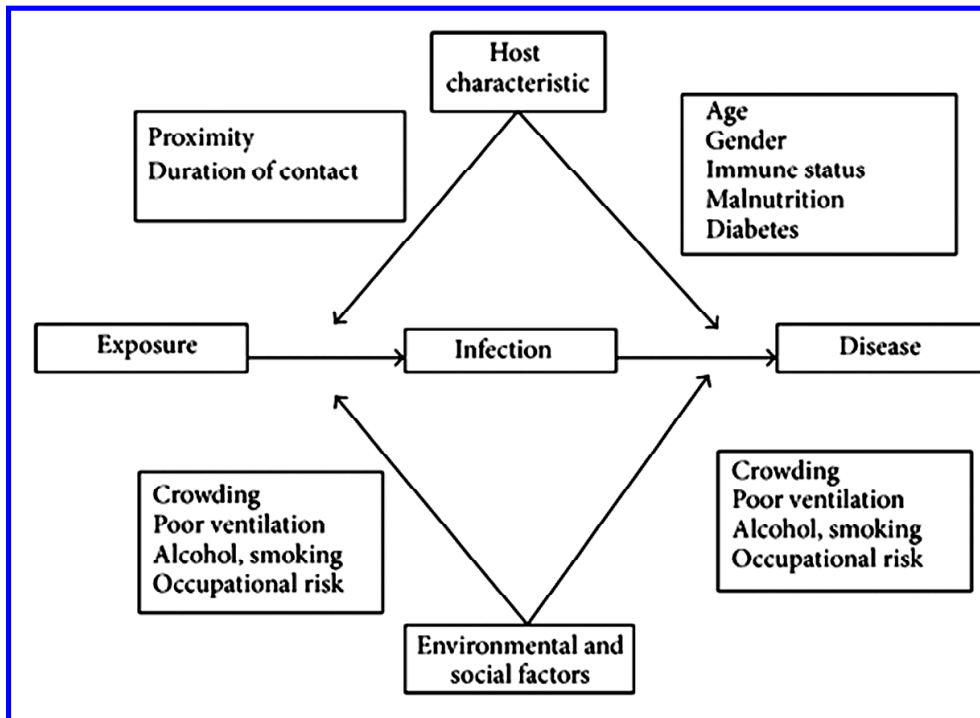 Host
characteristic
Proximity
Duration of contact
Age
Gender
Immune status
Malnutrition
Diabetes
Exposure
Infection
Disease
Crowding
Poor ventilation
Alcohol, smoking
Occupational risk
Crowding
Poor ventilation
Alcohol, smoking
Occupational risk
Environmental and
social factors